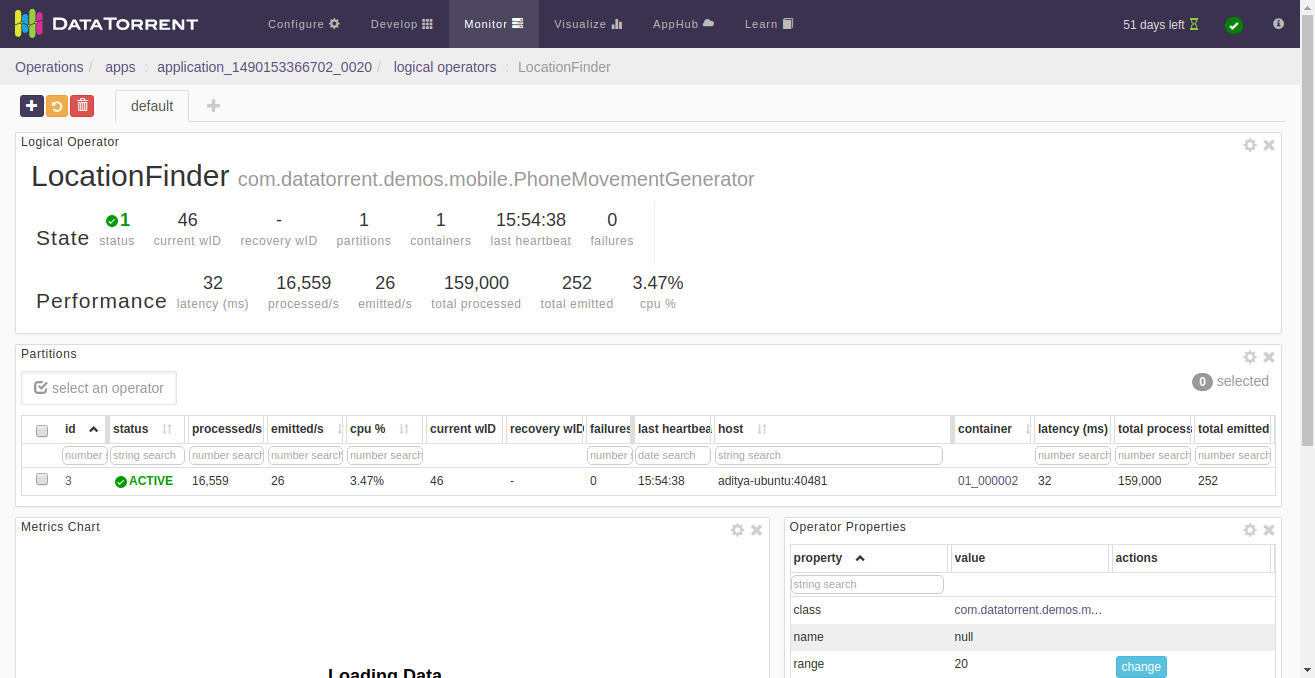 DATATORRENT Configure Develop Monitor Visualize AppHub Learn 51 days left
Operations / apps : application_1490153366702_0020 / logical operators : LocationFinder
default
Logical Operator
LocationFinder com.datatorrent.demos.mobile.PhoneMovementGenerator
State 1 46 - 1 1 15:54:38 0
status current wID recovery wID partitions containers last heartbeat failures
Performance 32 16,559 26 159,000 252 3.47%
latency (ms) processed/s emitted/s total processed total emitted cpu %
Partitions
select an operator 0 selected
id status processed/s emitted/s cpu % current wID recovery wID failures last heartbea host container latency (ms) total process total emitted
number s string search number search number search number search number s date search string search number search number search number search
3 ACTIVE 16,559 26 3.47% 46 - 0 15:54:38 aditya-ubuntu:40481 01_000002 32 159,000 252
Metrics Chart
Loading Data
Operator Properties
property value actions
string search
class com.datatorrent.demos.m...
name null
range 20 change